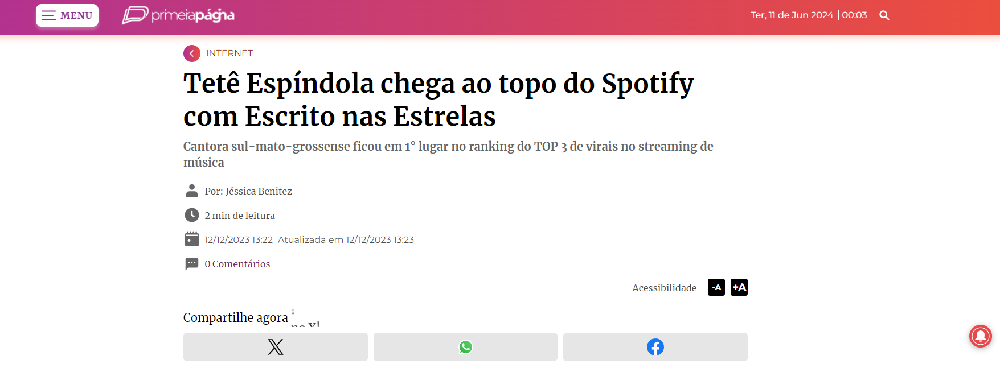 MENU
primeiapágina
Ter, 11 de Jun 2024 | 00:03
INTERNET
Tetê Espíndola chega ao topo do Spotify
com Escrito nas Estrelas
Cantora sul-mato-grossense ficou em 1° lugar no ranking do TOP 3 de virais no streaming de
música
Por: Jéssica Benitez
2 min de leitura
12/12/2023 13:22 Atualizada em 12/12/2023 13:23
0 Comentários
Acessibilidade -A +A
Compartilhe agora
no X!